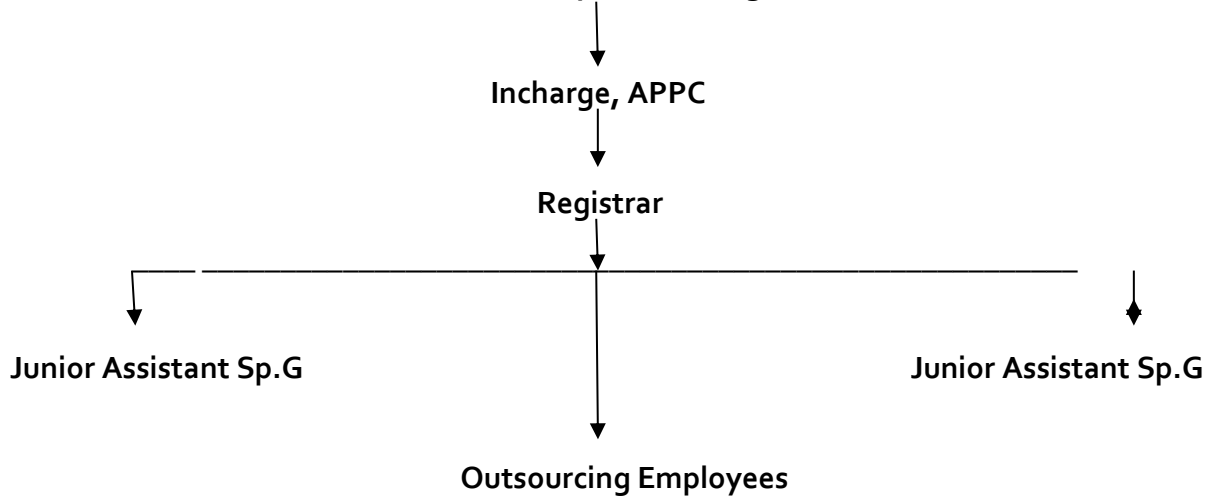 Incharge, APPC
Registrar
Junior Assistant Sp.G
Junior Assistant Sp.G
Outsourcing Employees